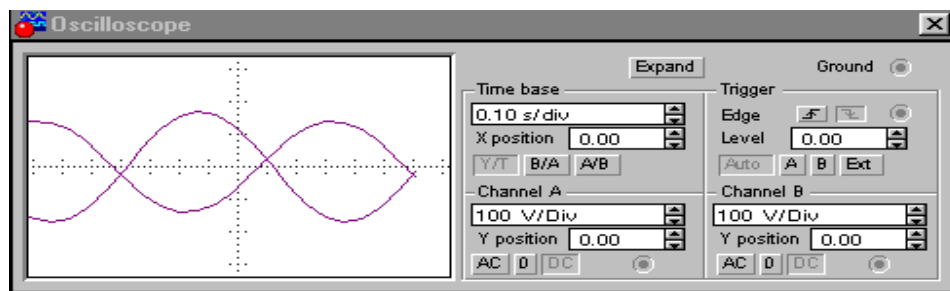 Oscilloscope
Expand
Ground
Time base
0.10 s/div
X position 0.00
Y/T B/A A/B
Trigger
Edge
Level 0.00
Auto A B Ext
Channel A
100 V/Div
Y position 0.00
AC 0 DC
Channel B
100 V/Div
Y position 0.00
AC 0 DC